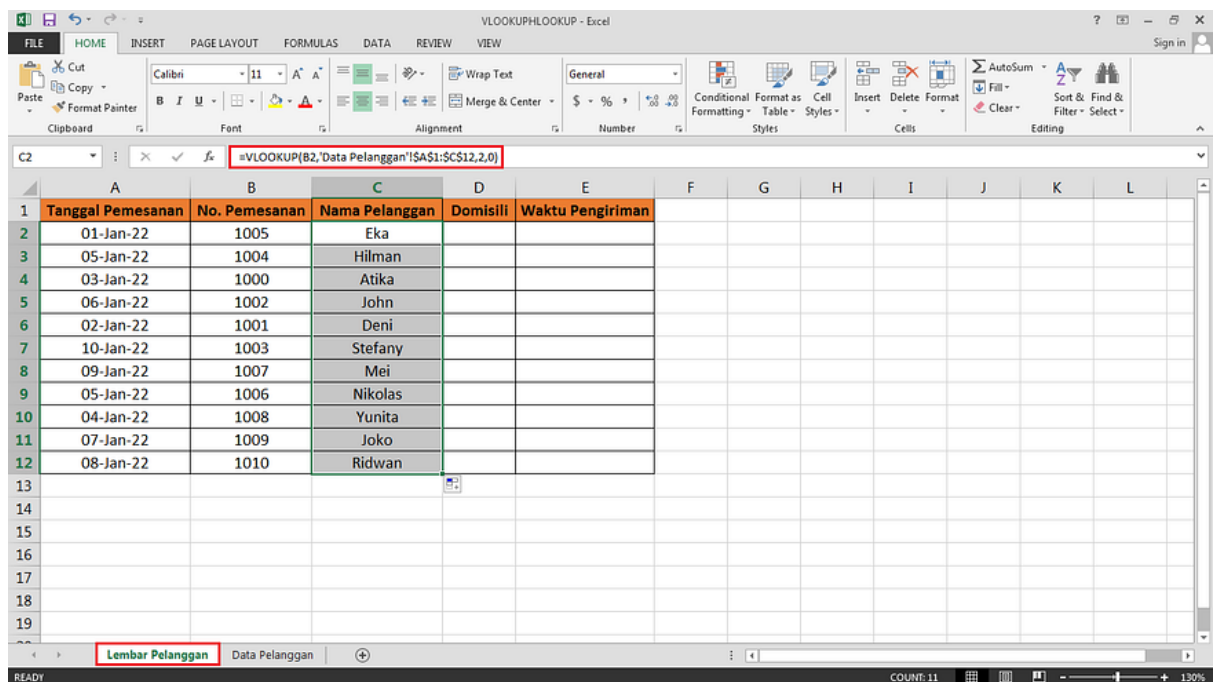 VLOOKUPHLOOKUP - Excel
FILE HOME INSERT PAGE LAYOUT FORMULAS DATA REVIEW VIEW Sign in
Paste
Cut
Copy
Format Painter
Clipboard
Calibri 11
B I U
Font
Wrap Text
Merge & Center
Alignment
General
$ % ,
Number
Conditional Formatting
Format as Table
Cell Styles
Styles
Insert Delete Format
Cells
AutoSum
Fill
Clear
Sort & Filter
Find & Select
Editing
C2 fx =VLOOKUP(B2,'Data Pelanggan'!$A$1:$C$12,2,0)
A B C D E F G H I J K L
1 Tanggal Pemesanan No. Pemesanan Nama Pelanggan Domisili Waktu Pengiriman
2 01-Jan-22 1005 Eka
3 05-Jan-22 1004 Hilman
4 03-Jan-22 1000 Atika
5 06-Jan-22 1002 John
6 02-Jan-22 1001 Deni
7 10-Jan-22 1003 Stefany
8 09-Jan-22 1007 Mei
9 05-Jan-22 1006 Nikolas
10 04-Jan-22 1008 Yunita
11 07-Jan-22 1009 Joko
12 08-Jan-22 1010 Ridwan
13
14
15
16
17
18
19
Lembar Pelanggan Data Pelanggan
READY COUNT: 11 130%